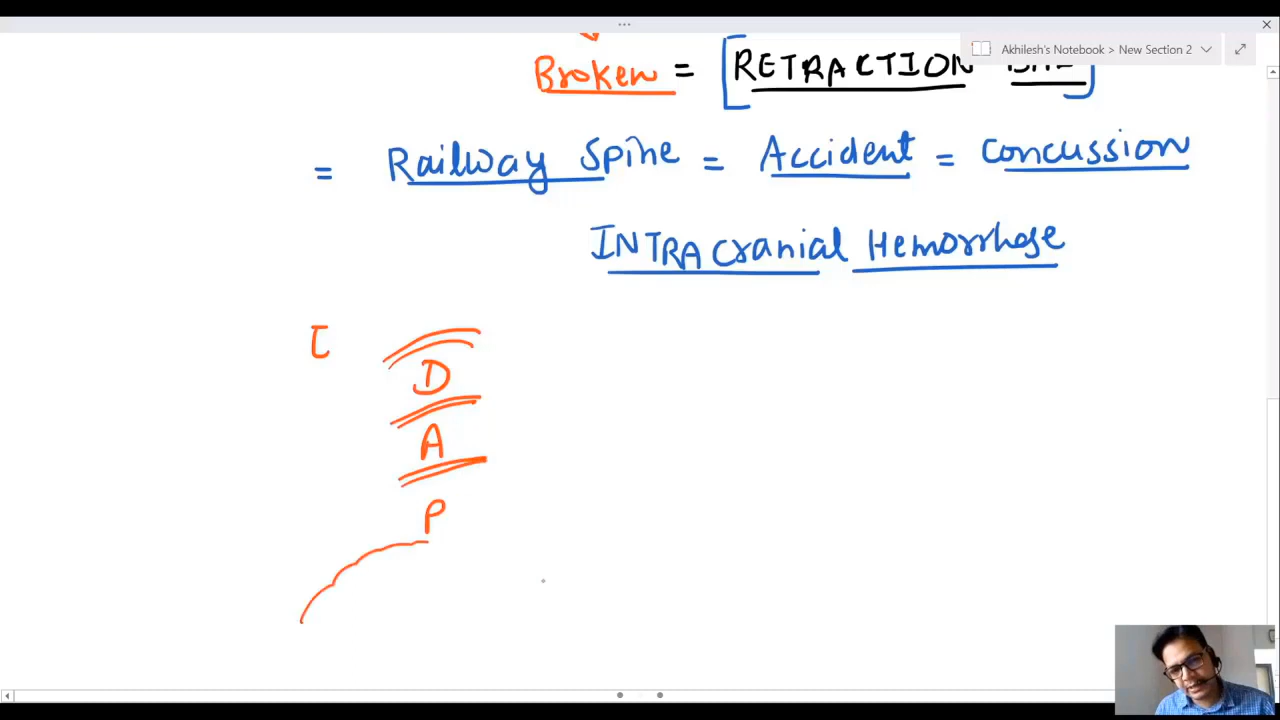 Akhilesh's Notebook > New Section 2
Broken = [RETRACTION
= Railway Spine = Accident = Concussion
INTRACranial Hemorrhage
[
D
A
P